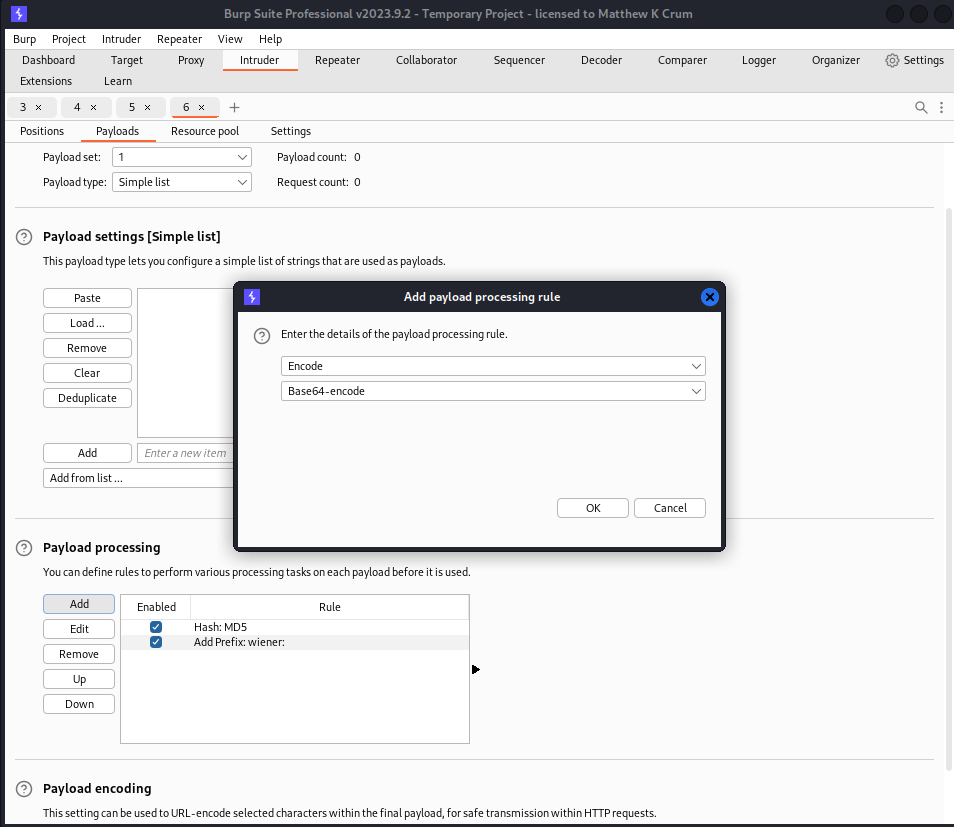 Burp Suite Professional v2023.9.2 - Temporary Project - licensed to Matthew K Crum
Burp Project Intruder Repeater View Help
Dashboard Target Proxy Intruder Repeater Collaborator Sequencer Decoder Comparer Logger Organizer Settings
Extensions Learn
3 × 4 × 5 × 6 × +
Positions Payloads Resource pool Settings
Payload set: 1 Payload count: 0
Payload type: Simple list Request count: 0
? Payload settings [Simple list]
This payload type lets you configure a simple list of strings that are used as payloads.
Paste
Load ...
Remove
Clear
Deduplicate
Add Enter a new item
Add from list ...
Add payload processing rule
? Enter the details of the payload processing rule.
Encode
Base64-encode
OK Cancel
? Payload processing
You can define rules to perform various processing tasks on each payload before it is used.
Add
Edit
Remove
Up
Down
Enabled Rule
Hash: MD5
Add Prefix: wiener:
? Payload encoding
This setting can be used to URL-encode selected characters within the final payload, for safe transmission within HTTP requests.